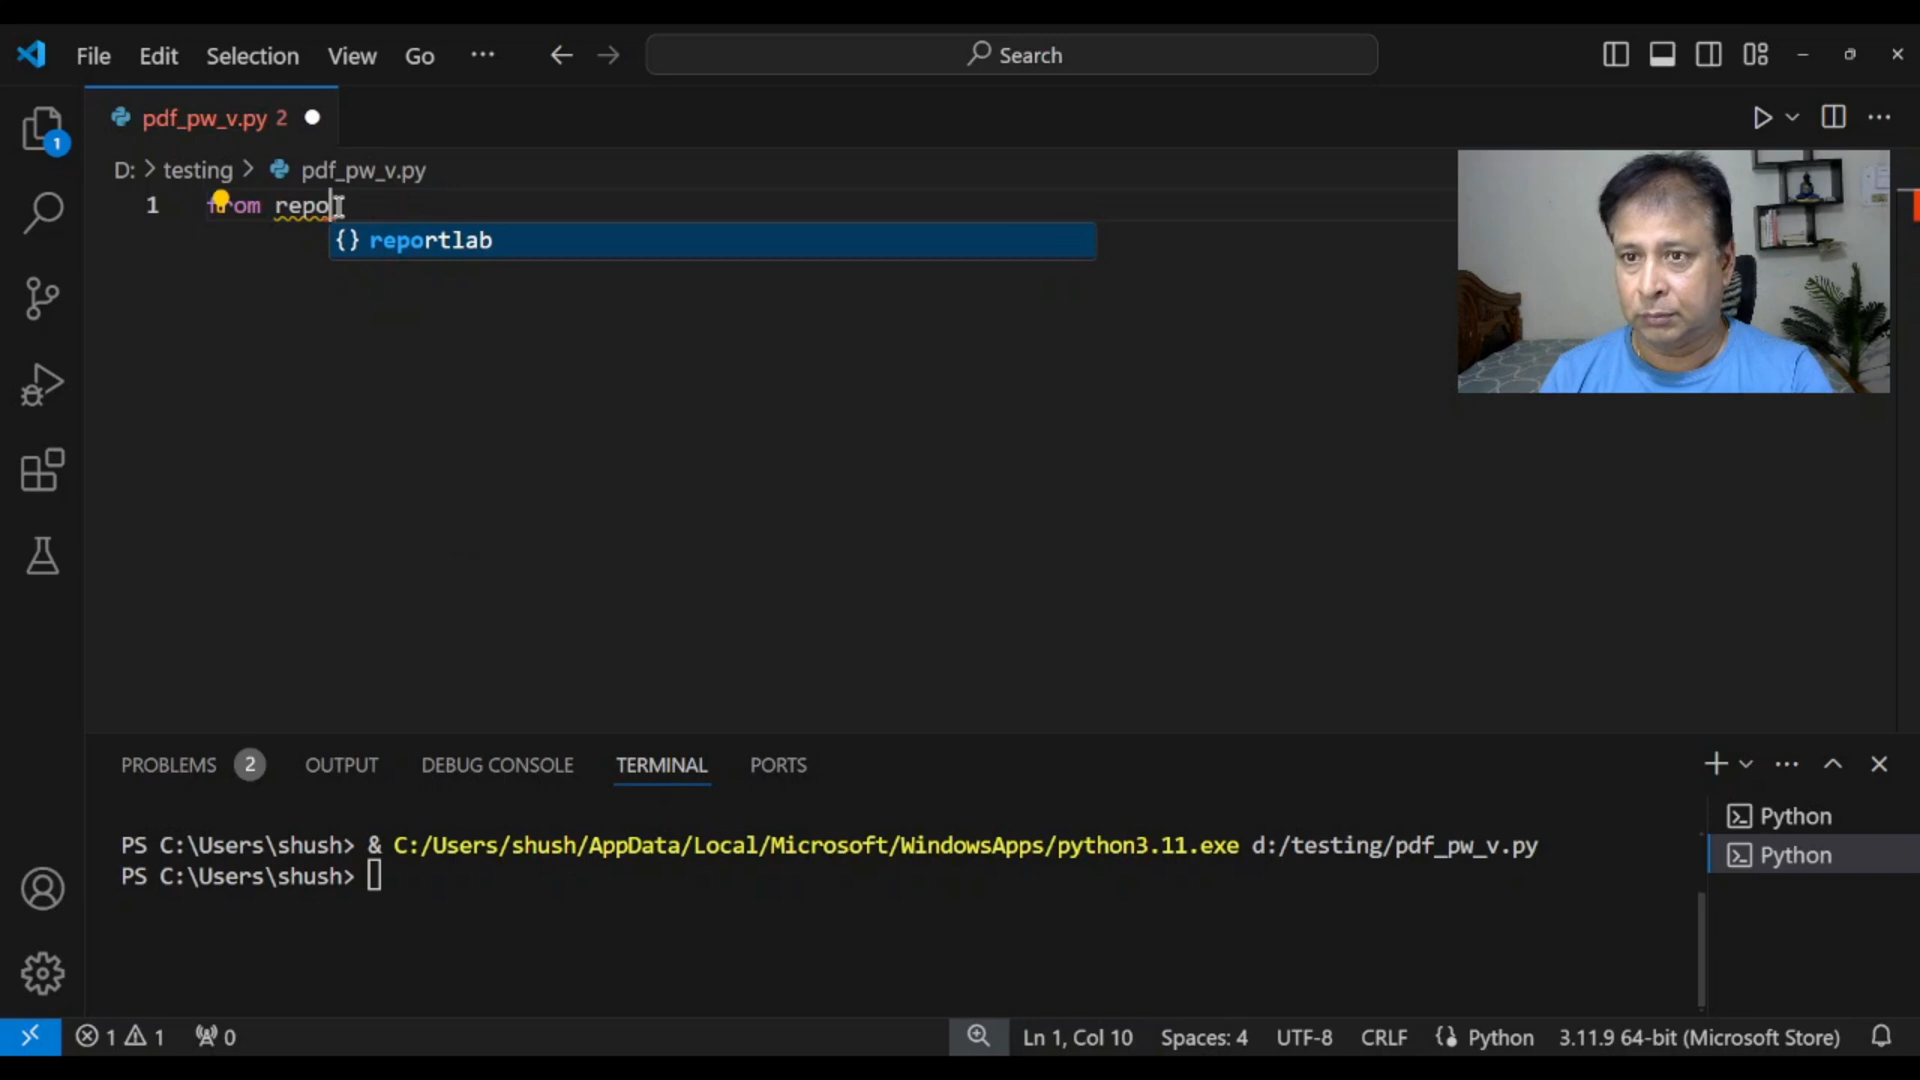 File Edit Selection View Go ··· Search
pdf_pw_v.py 2
1
D: > testing > pdf_pw_v.py
1 from repo
{} reportlab
PROBLEMS 2 OUTPUT DEBUG CONSOLE TERMINAL PORTS
Python
PS C:\Users\shush> & C:/Users/shush/AppData/Local/Microsoft/WindowsApps/python3.11.exe d:/testing/pdf_pw_v.py
Python
PS C:\Users\shush>
1 1 0 Ln 1, Col 10 Spaces: 4 UTF-8 CRLF {} Python 3.11.9 64-bit (Microsoft Store)